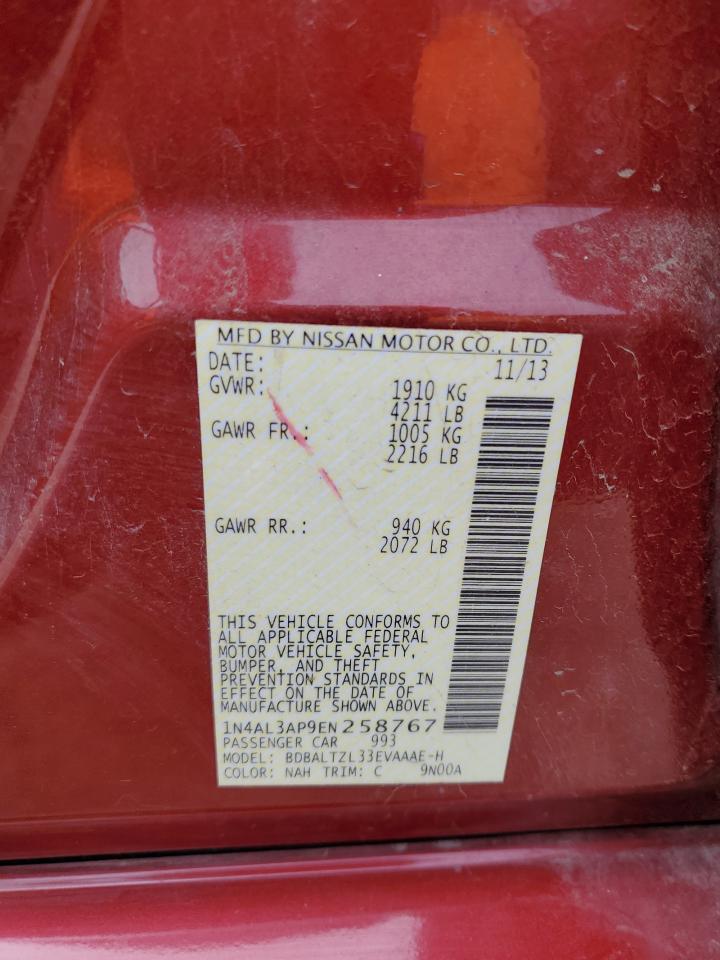 MFD BY NISSAN MOTOR CO., LTD.
DATE: 11/13
GVWR: 1910 KG
4211 LB
GAWR FR.: 1005 KG
2216 LB
GAWR RR.: 940 KG
2072 LB
THIS VEHICLE CONFORMS TO
ALL APPLICABLE FEDERAL
MOTOR VEHICLE SAFETY,
BUMPER, AND THEFT
PREVENTION STANDARDS IN
EFFECT ON THE DATE OF
MANUFACTURE SHOWN ABOVE.
1N4AL3AP9EN258767
PASSENGER CAR 993
MODEL: BDBALTZL33EVAAAE-H
COLOR: NAH TRIM: C 9N00A